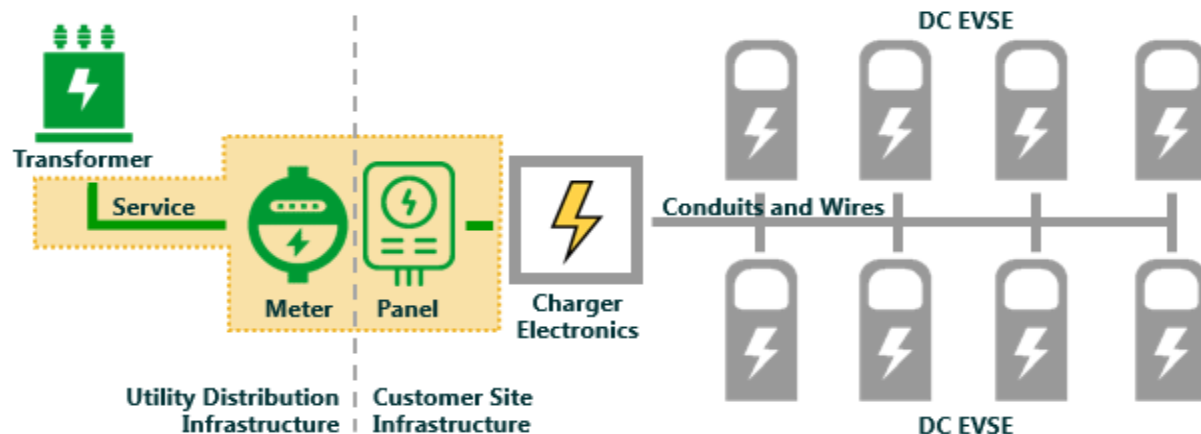 DC EVSE
Transformer
Service
Conduits and Wires
Meter
Panel
Charger
Electronics
Utility Distribution
Infrastructure
Customer Site
Infrastructure
DC EVSE